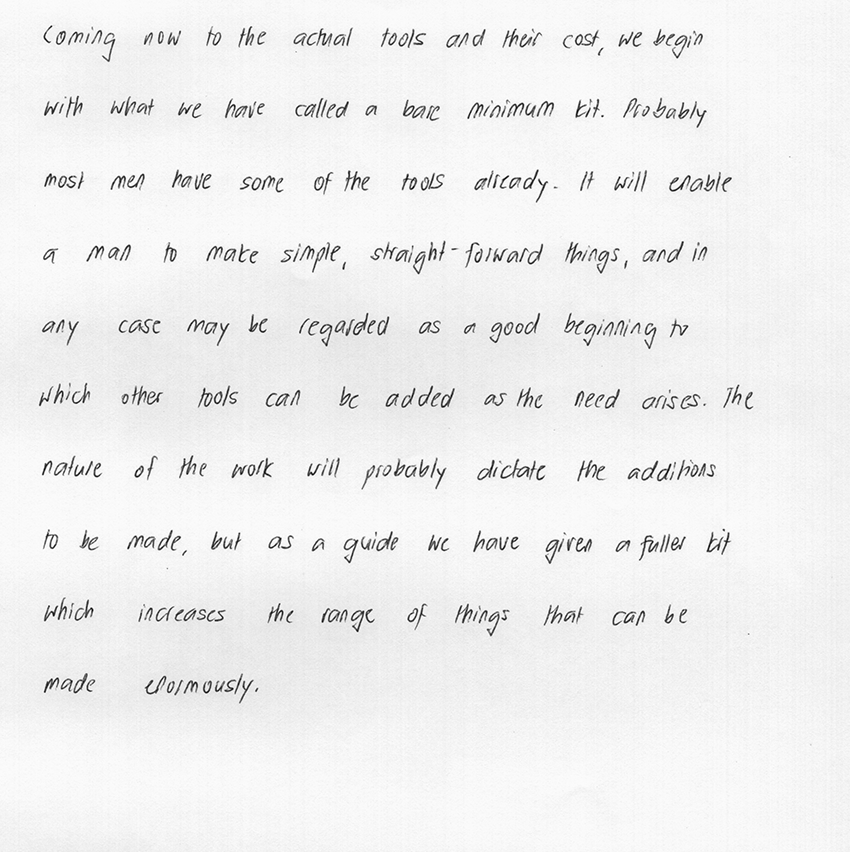 Coming now to the actual tools and their cost, we begin
with what we have called a bare minimum kit. Probably
most men have some of the tools already. It will enable
a man to make simple, straight-forward things, and in
any case may be regarded as a good beginning to
which other tools can be added as the need arises. The
nature of the work will probably dictate the additions
to be made, but as a guide we have given a fuller kit
which increases the range of things that can be
made enormously.